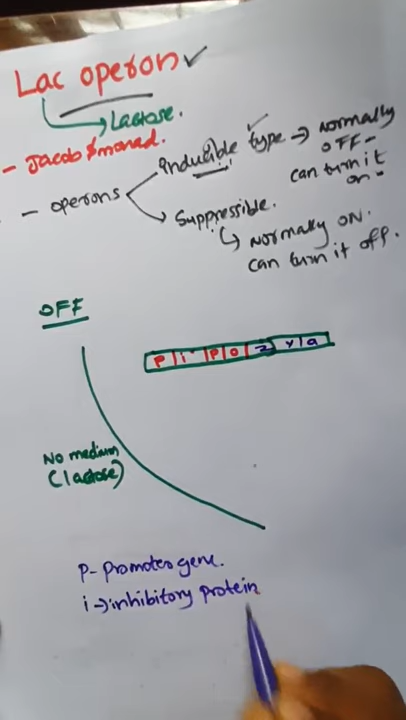 Lac operon ✓
Lactose.
- Jacob & monad.
- operons
inducible type → normally
OFF -
can turn it
on -
Suppressible.
↳ normally ON.
can turn it off.
OFF
P i P O Z Y a
No medium
(lactose)
P - Promoter gene.
i → inhibitory protein